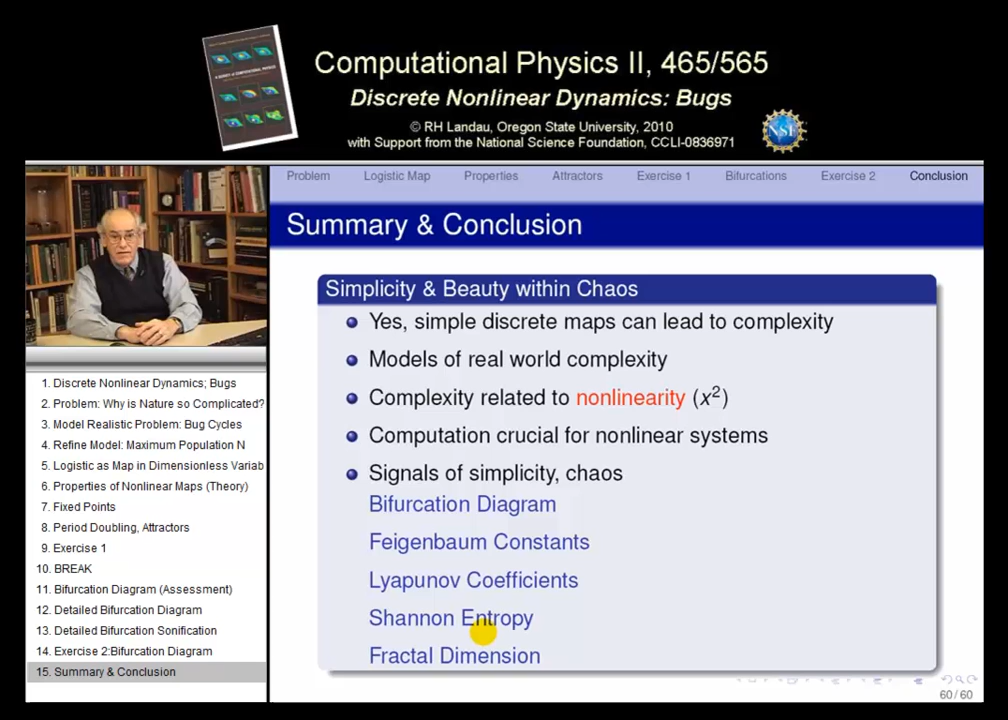 Computational Physics II, 465/565
Discrete Nonlinear Dynamics: Bugs
© RH Landau, Oregon State University, 2010
with Support from the National Science Foundation, CCLI-0836971
NSF
Problem Logistic Map Properties Attractors Exercise 1 Bifurcations Exercise 2 Conclusion
Summary & Conclusion
Simplicity & Beauty within Chaos
Yes, simple discrete maps can lead to complexity
Models of real world complexity
Complexity related to nonlinearity (x²)
Computation crucial for nonlinear systems
Signals of simplicity, chaos
Bifurcation Diagram
Feigenbaum Constants
Lyapunov Coefficients
Shannon Entropy
Fractal Dimension
60/60
1. Discrete Nonlinear Dynamics; Bugs
2. Problem: Why is Nature so Complicated?
3. Model Realistic Problem: Bug Cycles
4. Refine Model: Maximum Population N
5. Logistic as Map in Dimensionless Variab
6. Properties of Nonlinear Maps (Theory)
7. Fixed Points
8. Period Doubling, Attractors
9. Exercise 1
10. BREAK
11. Bifurcation Diagram (Assessment)
12. Detailed Bifurcation Diagram
13. Detailed Bifurcation Sonification
14. Exercise 2:Bifurcation Diagram
15. Summary & Conclusion